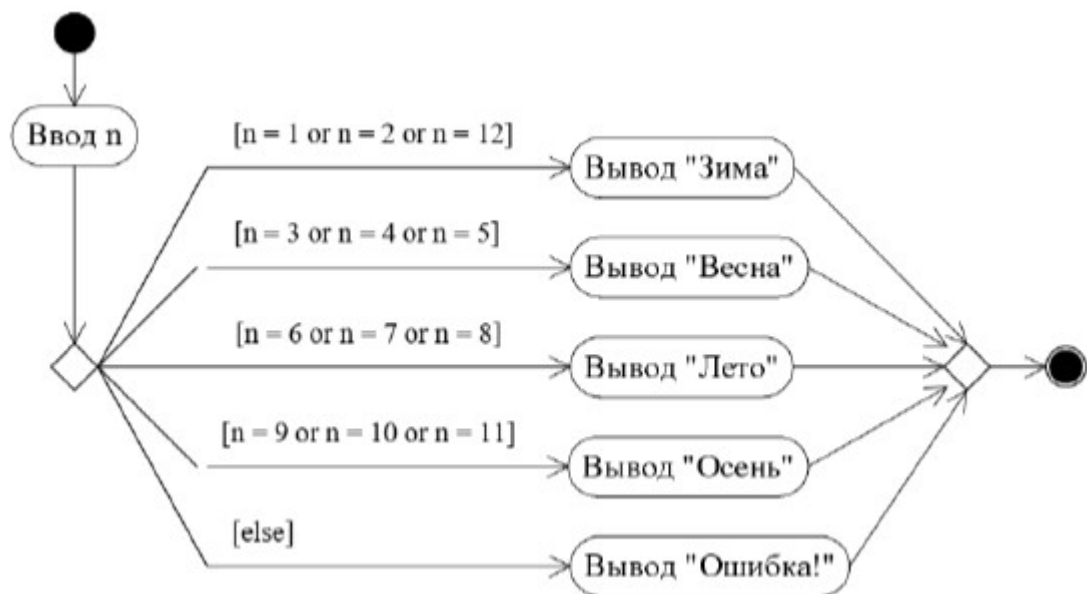 Ввод n
[n = 1 or n = 2 or n = 12]
Вывод "Зима"
[n = 3 or n = 4 or n = 5]
Вывод "Весна"
[n = 6 or n = 7 or n = 8]
Вывод "Лето"
[n = 9 or n = 10 or n = 11]
Вывод "Осень"
[else]
Вывод "Ошибка!"